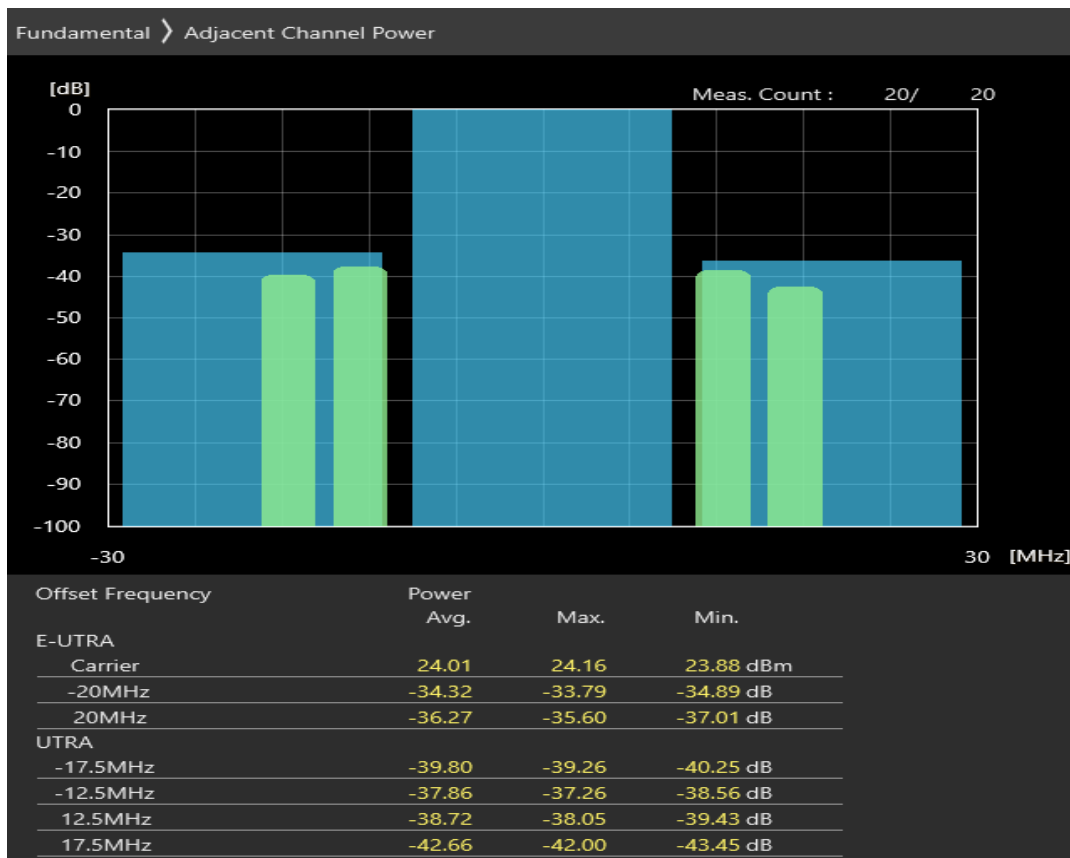 Fundamental 〉 Adjacent Channel Power
[dB]
Meas. Count : 20/ 20
0
-10
-20
-30
-40
-50
-60
-70
-80
-90
-100
-30 30 [MHz]
Offset Frequency Power
Avg. Max. Min.
E-UTRA
Carrier 24.01 24.16 23.88 dBm
-20MHz -34.32 -33.79 -34.89 dB
20MHz -36.27 -35.60 -37.01 dB
UTRA
-17.5MHz -39.80 -39.26 -40.25 dB
-12.5MHz -37.86 -37.26 -38.56 dB
12.5MHz -38.72 -38.05 -39.43 dB
17.5MHz -42.66 -42.00 -43.45 dB